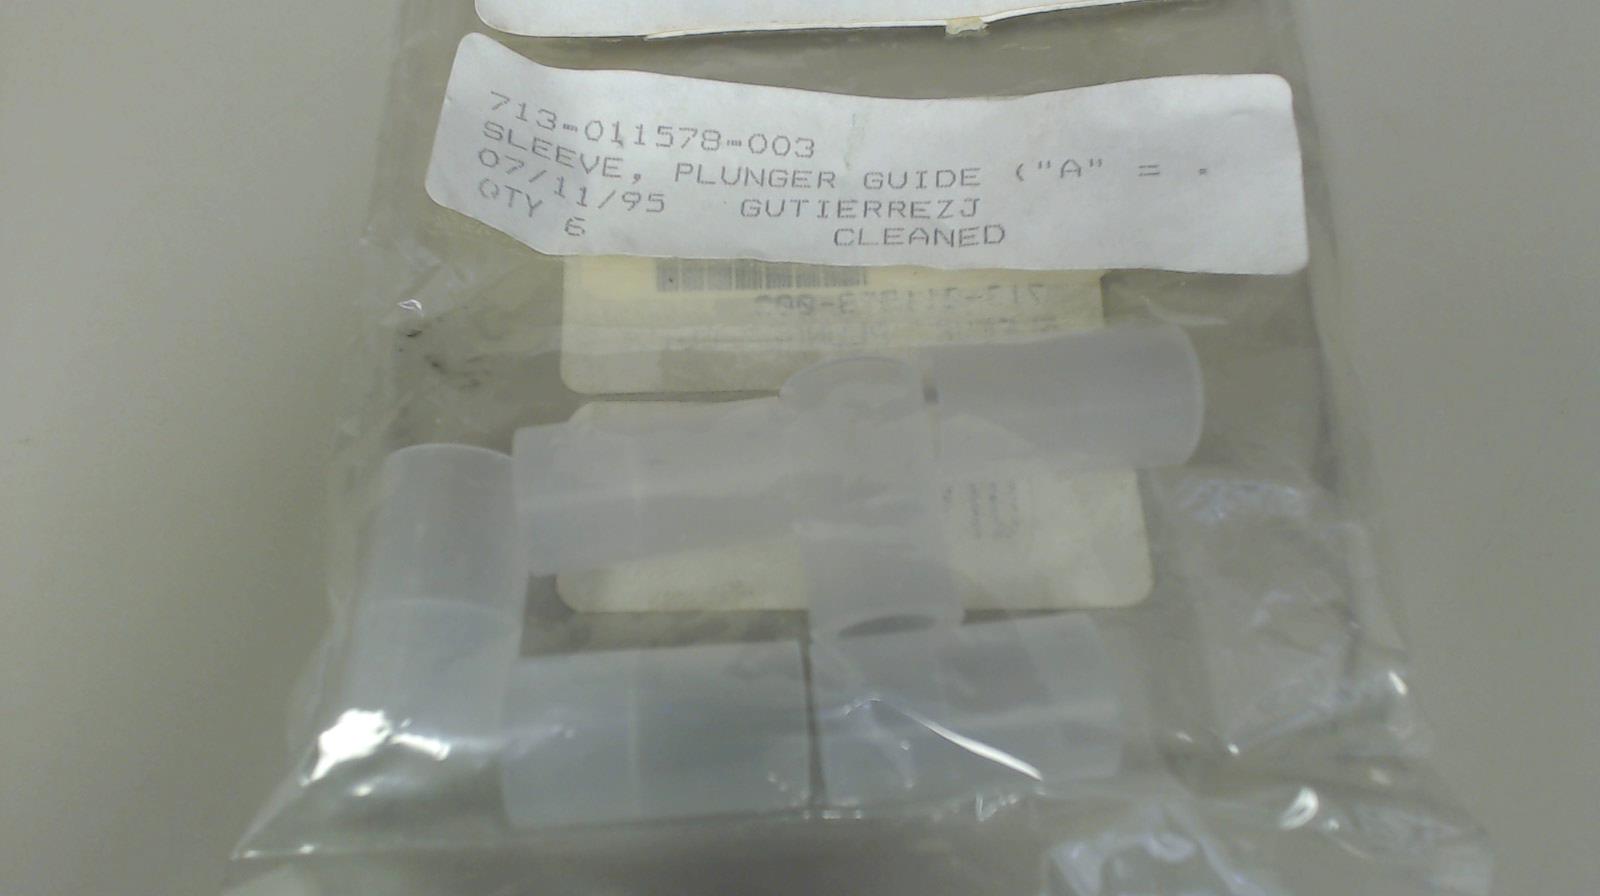 713-011578-003
SLEEVE, PLUNGER GUIDE ("A" = .
07/11/95 GUTIERREZJ
QTY 6 CLEANED